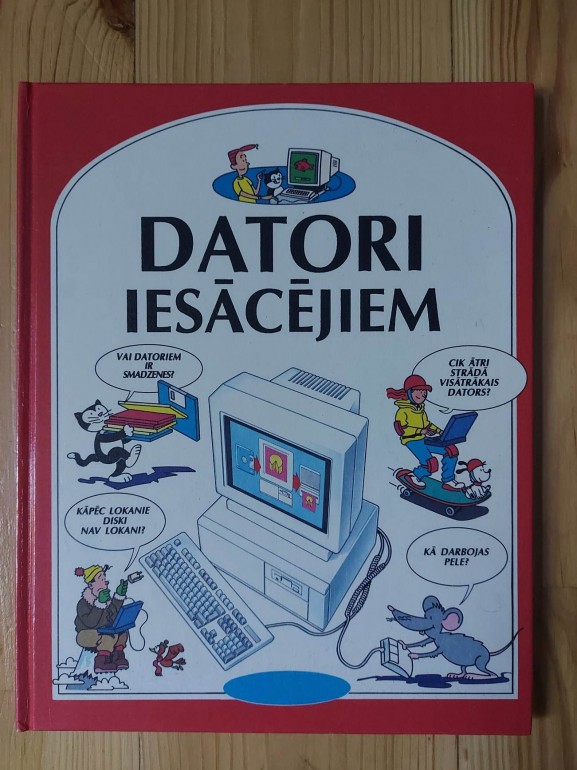 DATORI
IESĀCĒJIEM
VAI DATORIEM
IR
SMADZENES?
CIK ĀTRI
STRĀDĀ
VISĀTRĀKAIS
DATORS?
KĀPĒC LOKANIE
DISKI
NAV LOKANI?
KĀ DARBOJAS
PELE?